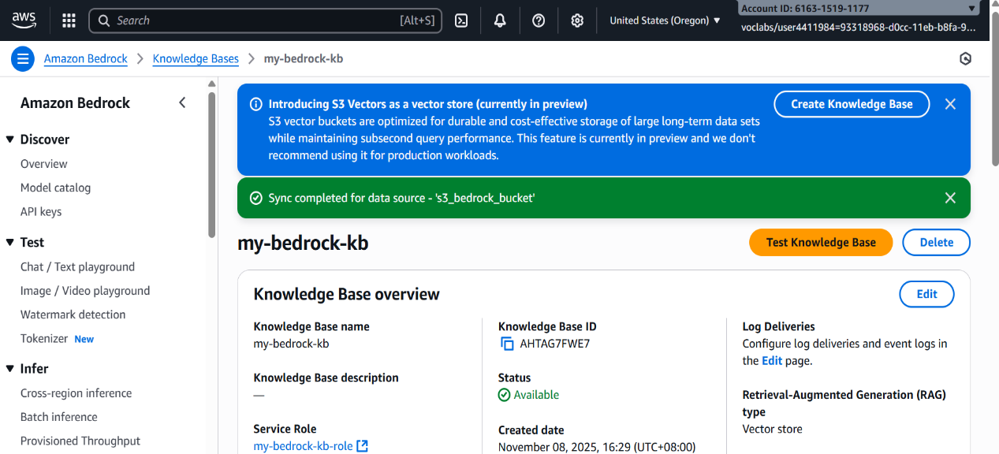 aws
Search [Alt+S]
United States (Oregon)
Account ID: 6163-1519-1177
voclabs/user4411984=93318968-d0cc-11eb-b8fa-9...
Amazon Bedrock
Knowledge Bases
my-bedrock-kb
Amazon Bedrock
Discover
Overview
Model catalog
API keys
Test
Chat / Text playground
Image / Video playground
Watermark detection
Tokenizer New
Infer
Cross-region inference
Batch inference
Provisioned Throughput
Introducing S3 Vectors as a vector store (currently in preview)
S3 vector buckets are optimized for durable and cost-effective storage of large long-term data sets
while maintaining subsecond query performance. This feature is currently in preview and we don't
recommend using it for production workloads.
Create Knowledge Base
Sync completed for data source - 's3_bedrock_bucket'
my-bedrock-kb
Test Knowledge Base
Delete
Knowledge Base overview
Edit
Knowledge Base name
my-bedrock-kb
Knowledge Base description
—
Service Role
my-bedrock-kb-role
Knowledge Base ID
AHTAG7FWE7
Status
Available
Created date
November 08, 2025, 16:29 (UTC+08:00)
Log Deliveries
Configure log deliveries and event logs in
the Edit page.
Retrieval-Augmented Generation (RAG)
type
Vector store